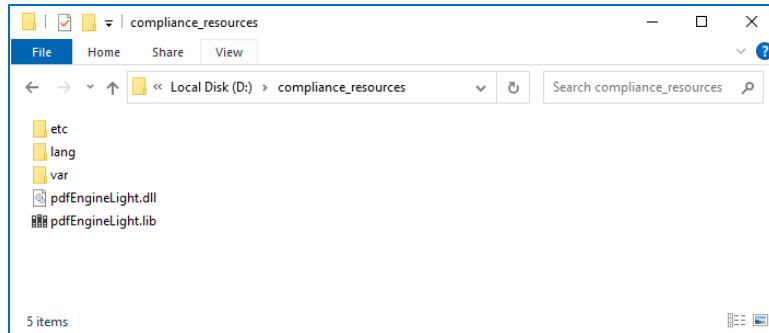 compliance_resources
File Home Share View
« Local Disk (D:) › compliance_resources Search compliance_resources
etc
lang
var
pdfEngineLight.dll
pdfEngineLight.lib
5 items